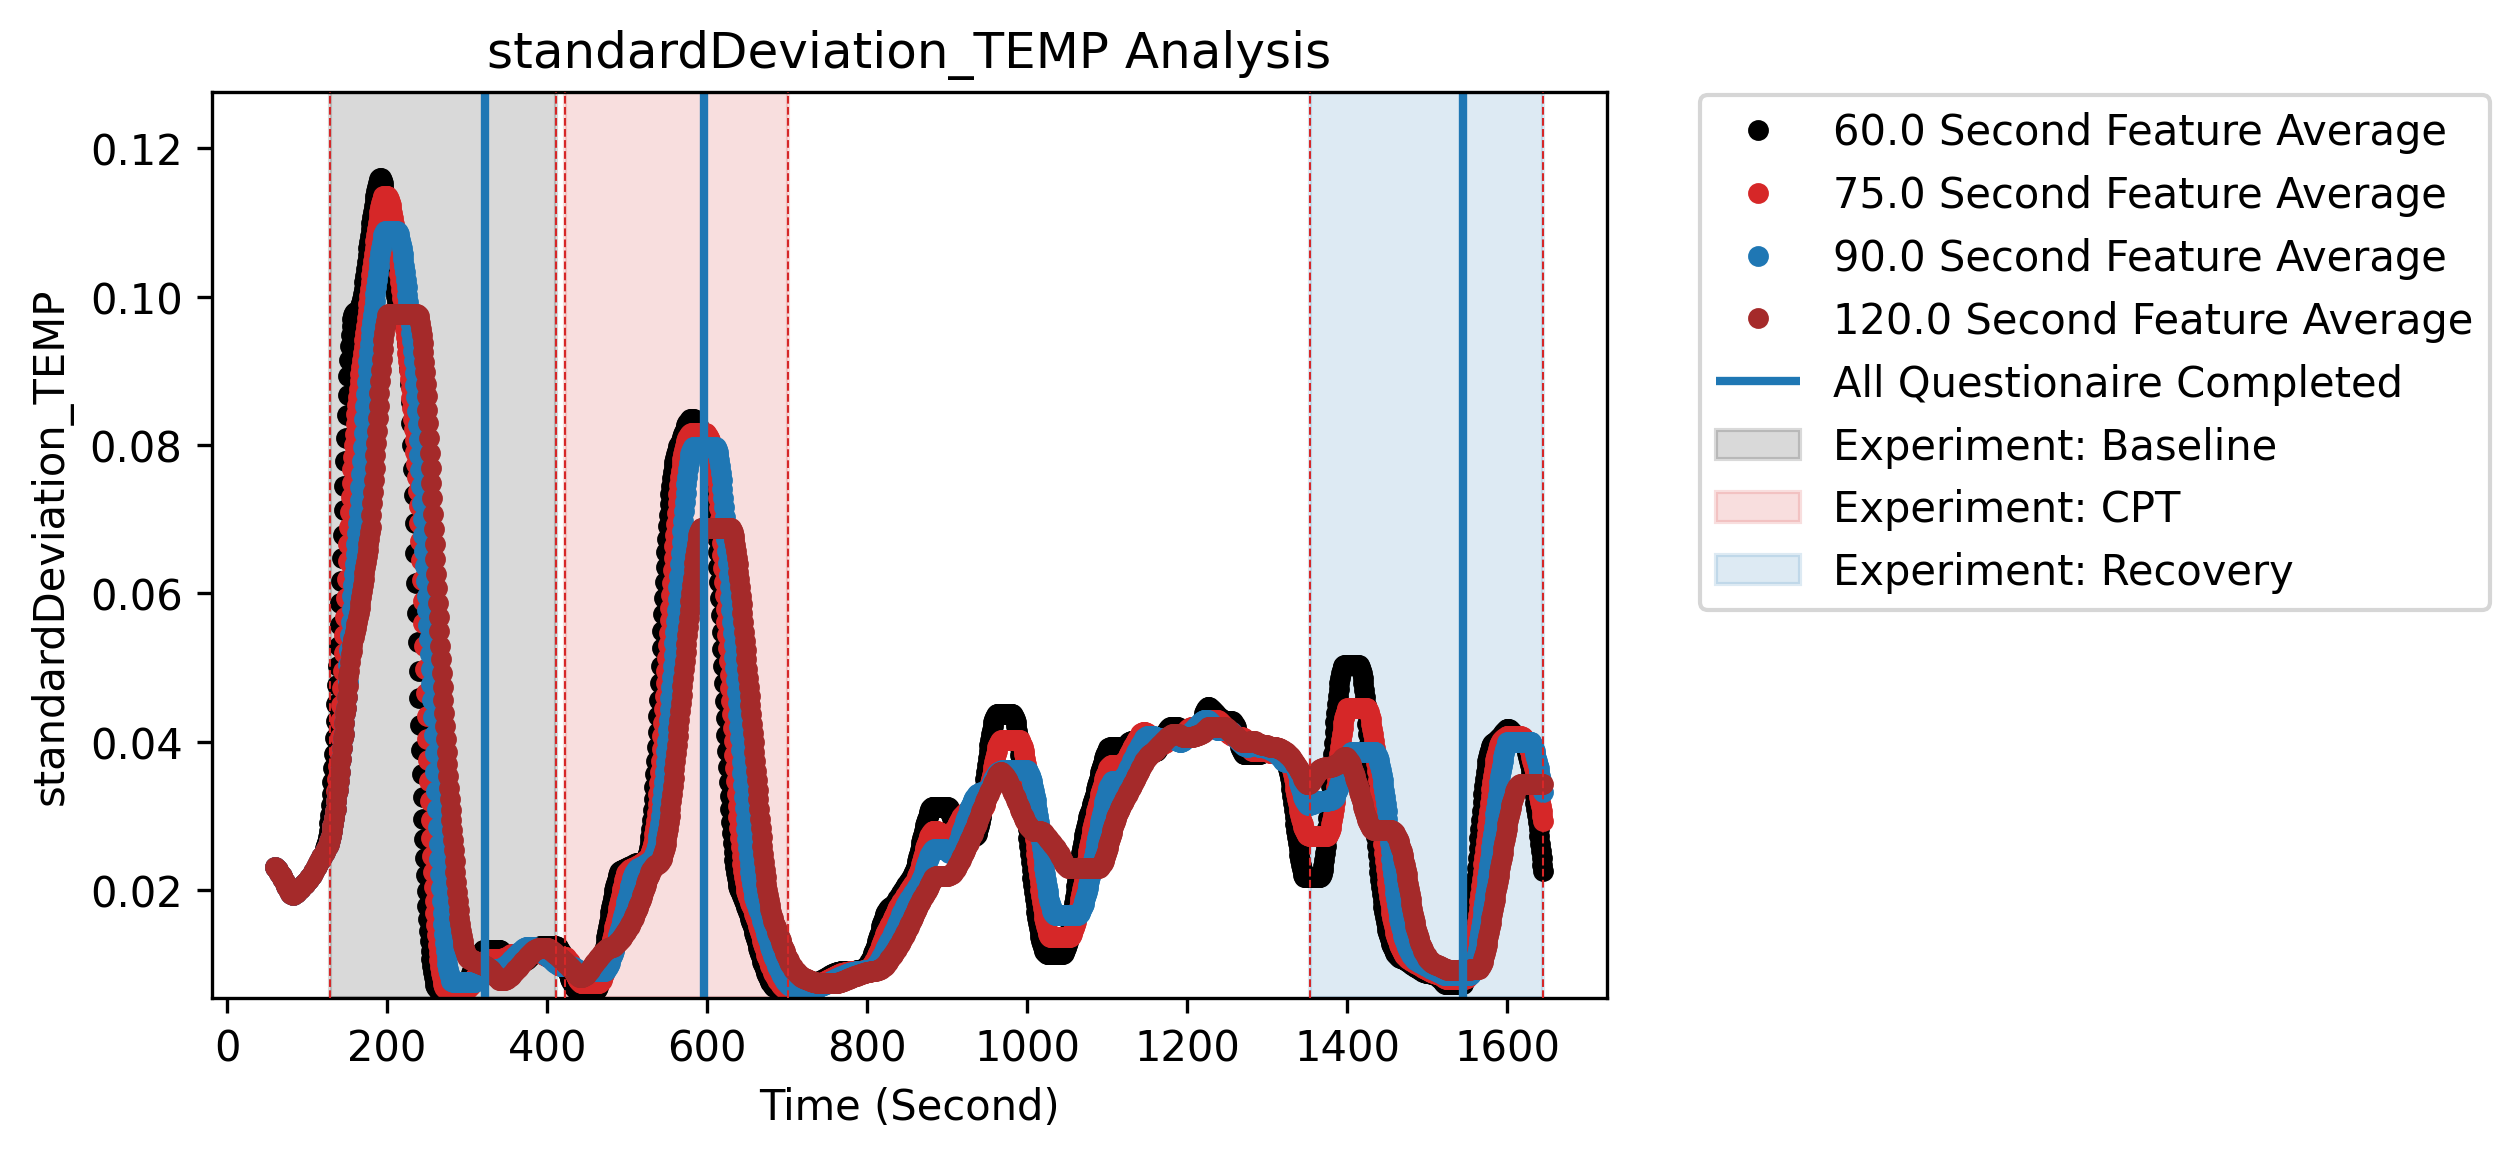 standardDeviation_TEMP Analysis
standardDeviation_TEMP
0.12
0.10
0.08
0.06
0.04
0.02
0 200 400 600 800 1000 1200 1400 1600
Time (Second)
60.0 Second Feature Average
75.0 Second Feature Average
90.0 Second Feature Average
120.0 Second Feature Average
All Questionaire Completed
Experiment: Baseline
Experiment: CPT
Experiment: Recovery